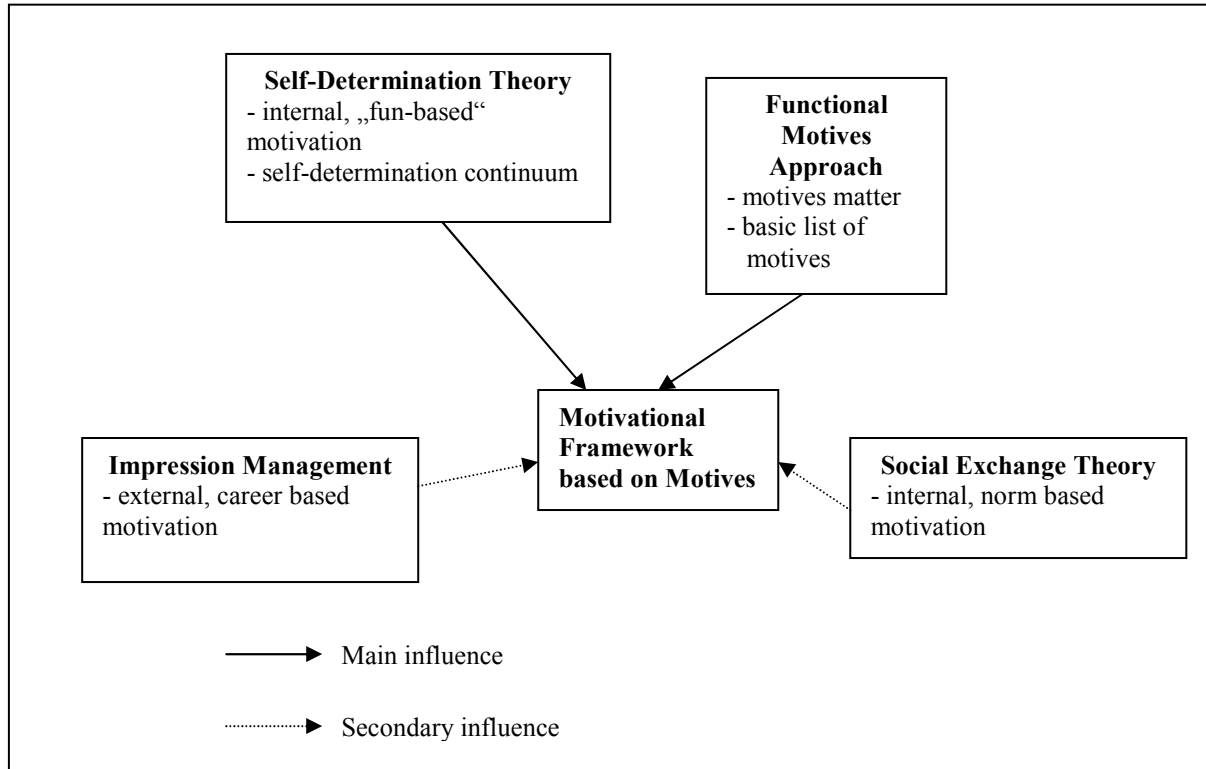 Self-Determination Theory
- internal, „fun-based“
motivation
- self-determination continuum
Functional
Motives
Approach
- motives matter
- basic list of
motives
Motivational
Framework
based on Motives
Impression Management
- external, career based
motivation
Social Exchange Theory
- internal, norm based
motivation
Main influence
Secondary influence